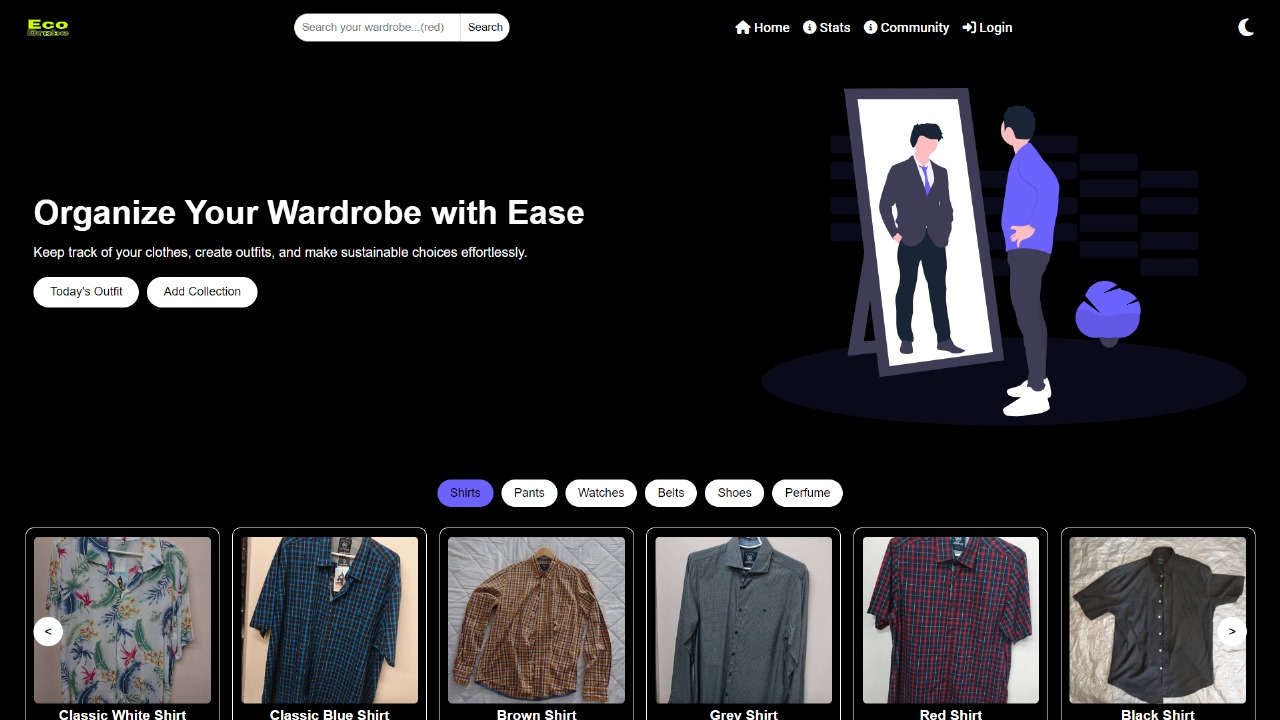 Eco
Drobe
Search your wardrobe...(red)
Search
Home
Stats
Community
Login
Organize Your Wardrobe with Ease
Keep track of your clothes, create outfits, and make sustainable choices effortlessly.
Today's Outfit
Add Collection
Shirts
Pants
Watches
Belts
Shoes
Perfume
<
>
Classic White Shirt
Classic Blue Shirt
Brown Shirt
Grey Shirt
Red Shirt
Black Shirt